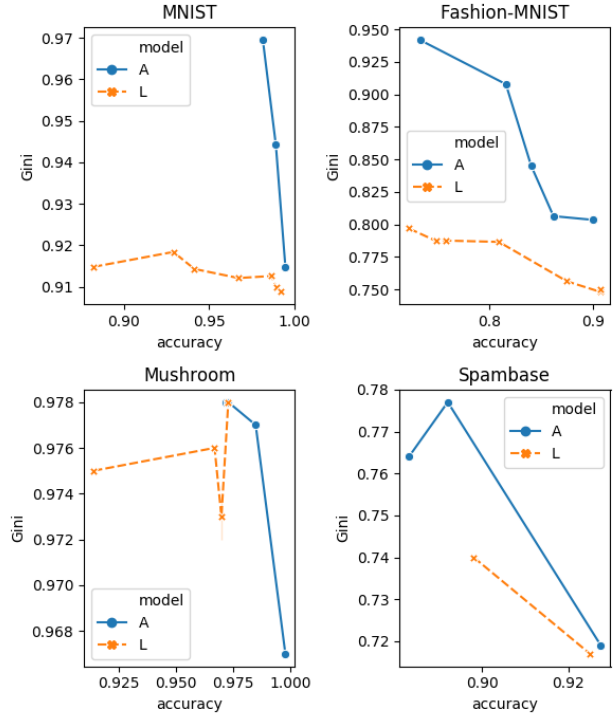 MNIST
0.97
0.96
0.95
0.94
0.93
0.92
0.91
Gini
model
A
L
0.90 0.95 1.00
accuracy
Fashion-MNIST
0.950
0.925
0.900
0.875
0.850
0.825
0.800
0.775
0.750
Gini
model
A
L
0.8 0.9
accuracy
Mushroom
0.978
0.976
0.974
0.972
0.970
0.968
Gini
model
A
L
0.925 0.950 0.975 1.000
accuracy
Spambase
0.78
0.77
0.76
0.75
0.74
0.73
0.72
Gini
model
A
L
0.90 0.92
accuracy